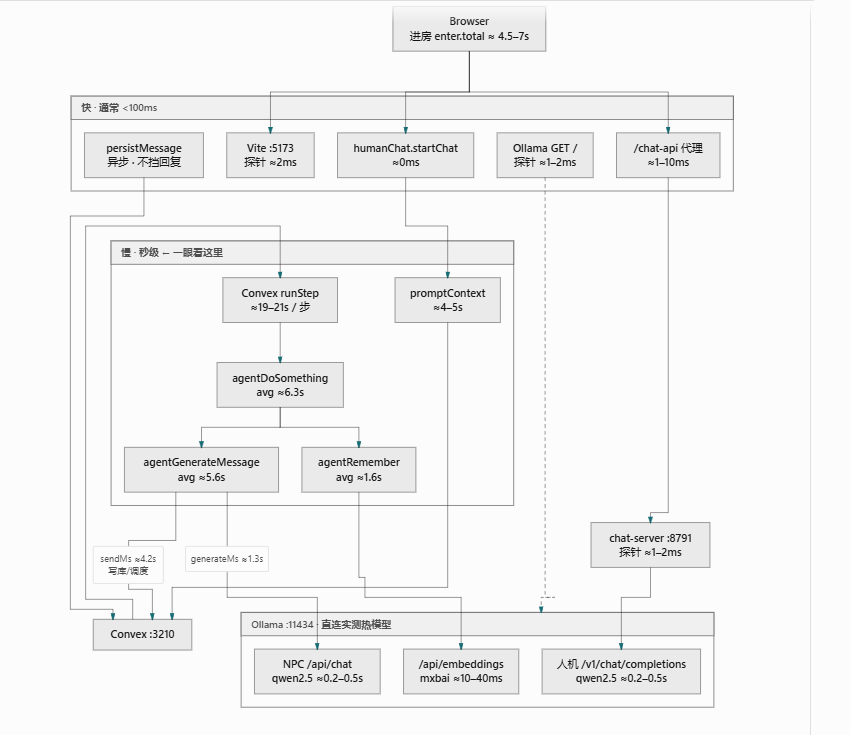 Browser
进房 enter.total ≈ 4.5–7s
快 · 通常 <100ms
persistMessage
异步 · 不挡回复
Vite :5173
探针 ≈2ms
humanChat.startChat
≈0ms
Ollama GET /
探针 ≈1–2ms
/chat-api 代理
≈1–10ms
慢 · 秒级 ← 一眼看这里
Convex runStep
≈19–21s / 步
promptContext
≈4–5s
agentDoSomething
avg ≈6.3s
agentGenerateMessage
avg ≈5.6s
agentRemember
avg ≈1.6s
chat-server :8791
探针 ≈1–2ms
sendMs ≈4.2s
写库/调度
generateMs ≈1.3s
Convex :3210
Ollama :11434 · 直连实测热模型
NPC /api/chat
qwen2.5 ≈0.2–0.5s
/api/embeddings
mxbai ≈10–40ms
人机 /v1/chat/completions
qwen2.5 ≈0.2–0.5s